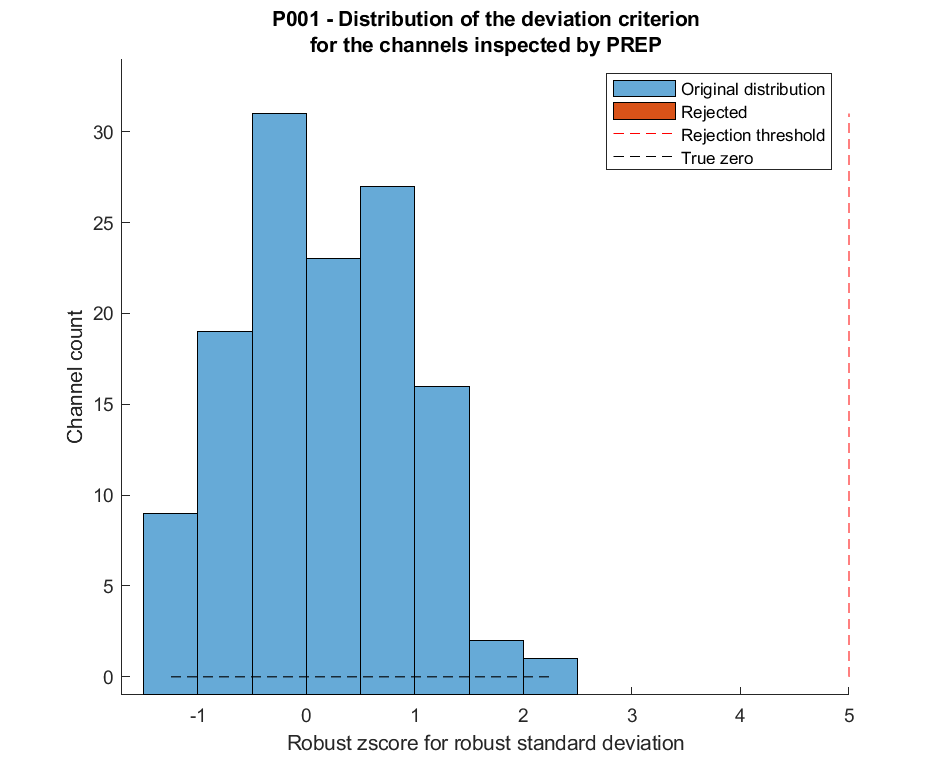 P001 - Distribution of the deviation criterion
for the channels inspected by PREP
Original distribution
Rejected
Rejection threshold
True zero
30
25
20
15
10
5
0
Channel count
-1 0 1 2 3 4 5
Robust zscore for robust standard deviation